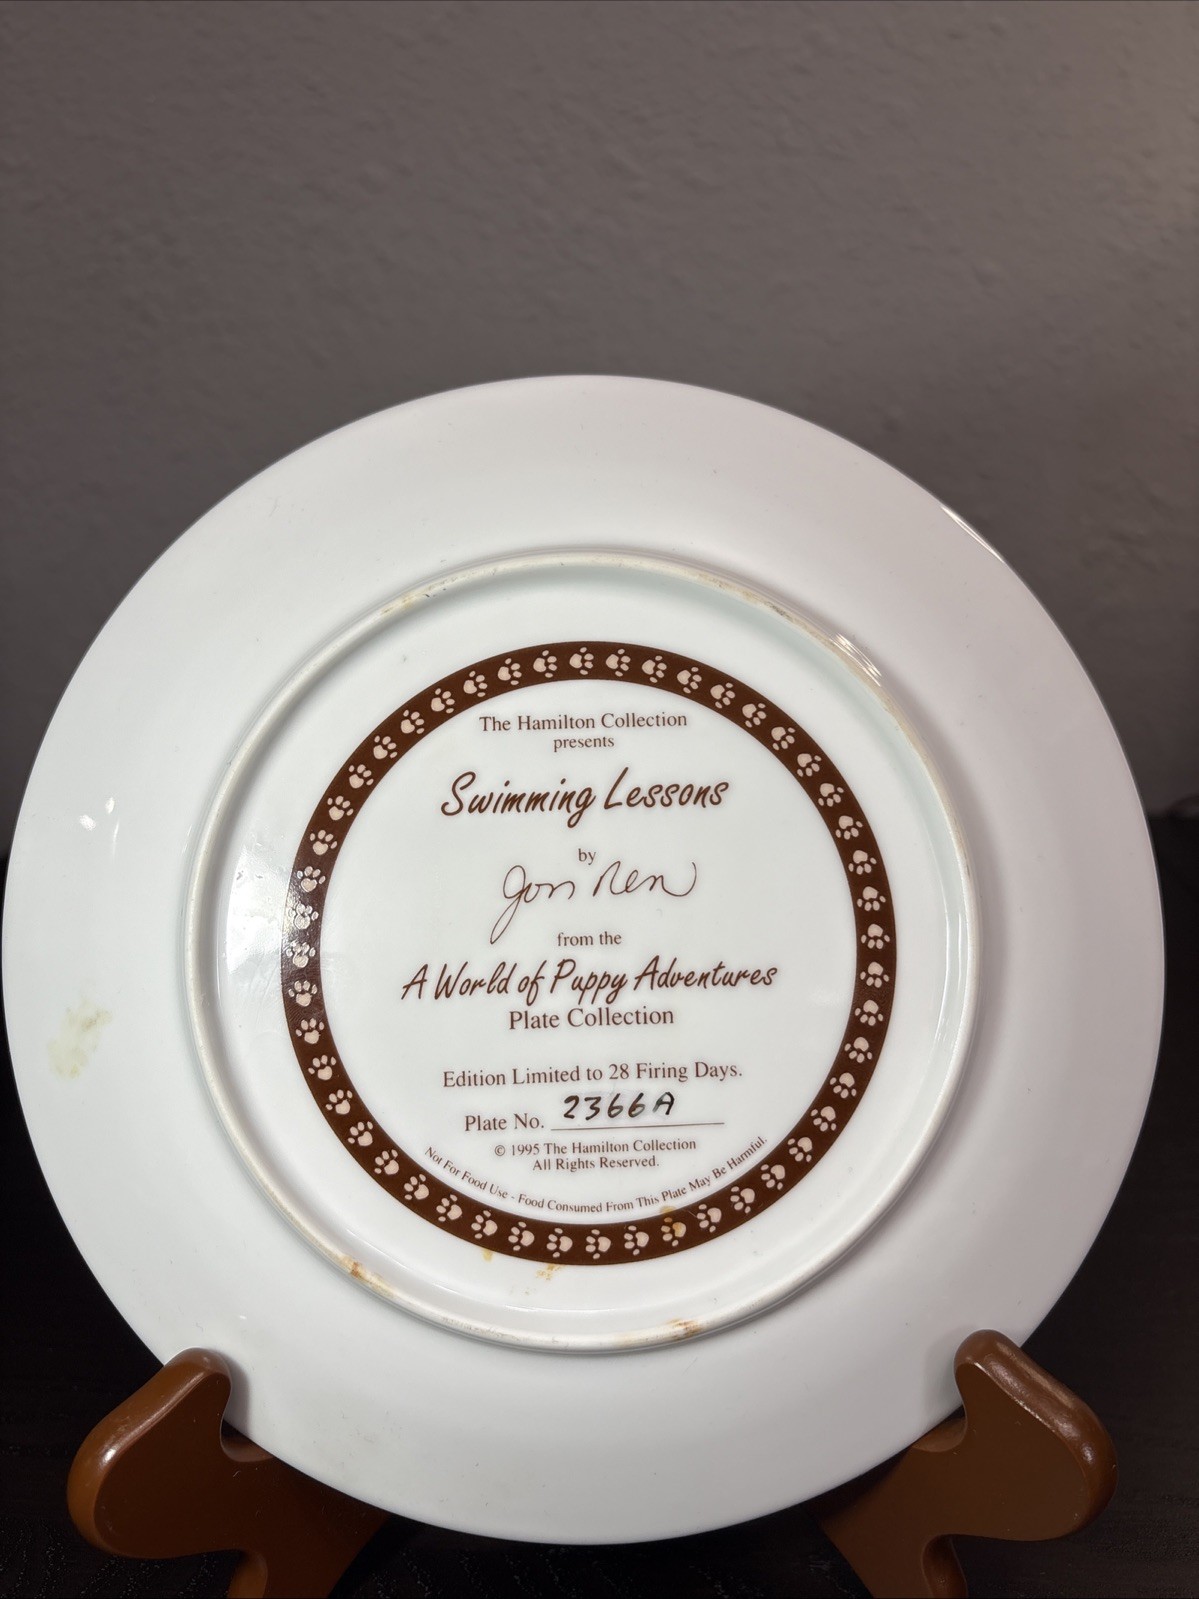 The Hamilton Collection
presents
Swimming Lessons
by
Jon Ren
from the
A World of Puppy Adventures
Plate Collection
Edition Limited to 28 Firing Days.
Plate No. 2366A
© 1995 The Hamilton Collection
All Rights Reserved.
Not For Food Use - Food Consumed From This Plate May Be Harmful.